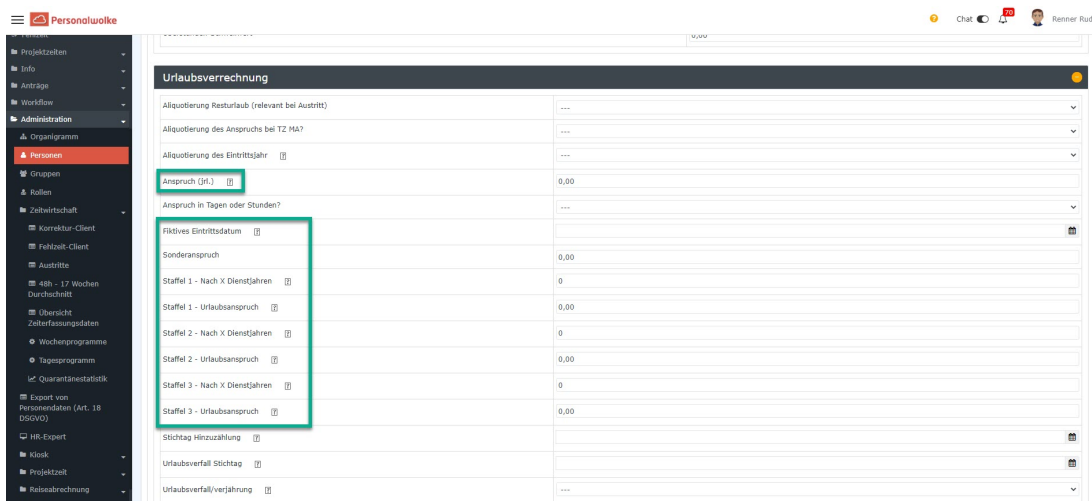 Personalwolke
Chat
70
Renner Rud
Projektzeiten
Info
Anträge
Workflow
Administration
Organigramm
Personen
Gruppen
Rollen
Zeitwirtschaft
Korrektur-Client
Fehlzeit-Client
Austritte
48h - 17 Wochen
Durchschnitt
Übersicht
Zeiterfassungsdaten
Wochenprogramme
Tagesprogramm
Quarantänestatistik
Export von
Personendaten (Art. 18
DSGVO)
HR-Expert
Kiosk
Projektzeit
Reiseabrechnung
0,00
Urlaubsverrechnung
Aliquotierung Resturlaub (relevant bei Austritt) ---
Aliquotierung des Anspruchs bei TZ MA? ---
Aliquotierung des Eintrittsjahr ? ---
Anspruch (jrl.) ? 0,00
Anspruch in Tagen oder Stunden? ---
Fiktives Eintrittsdatum ?
Sonderanspruch 0,00
Staffel 1 - Nach X Dienstjahren ? 0
Staffel 1 - Urlaubsanspruch ? 0,00
Staffel 2 - Nach X Dienstjahren ? 0
Staffel 2 - Urlaubsanspruch ? 0,00
Staffel 3 - Nach X Dienstjahren ? 0
Staffel 3 - Urlaubsanspruch ? 0,00
Stichtag Hinzuzählung ?
Urlaubsverfall Stichtag ?
Urlaubsverfall/verjährung ? ---